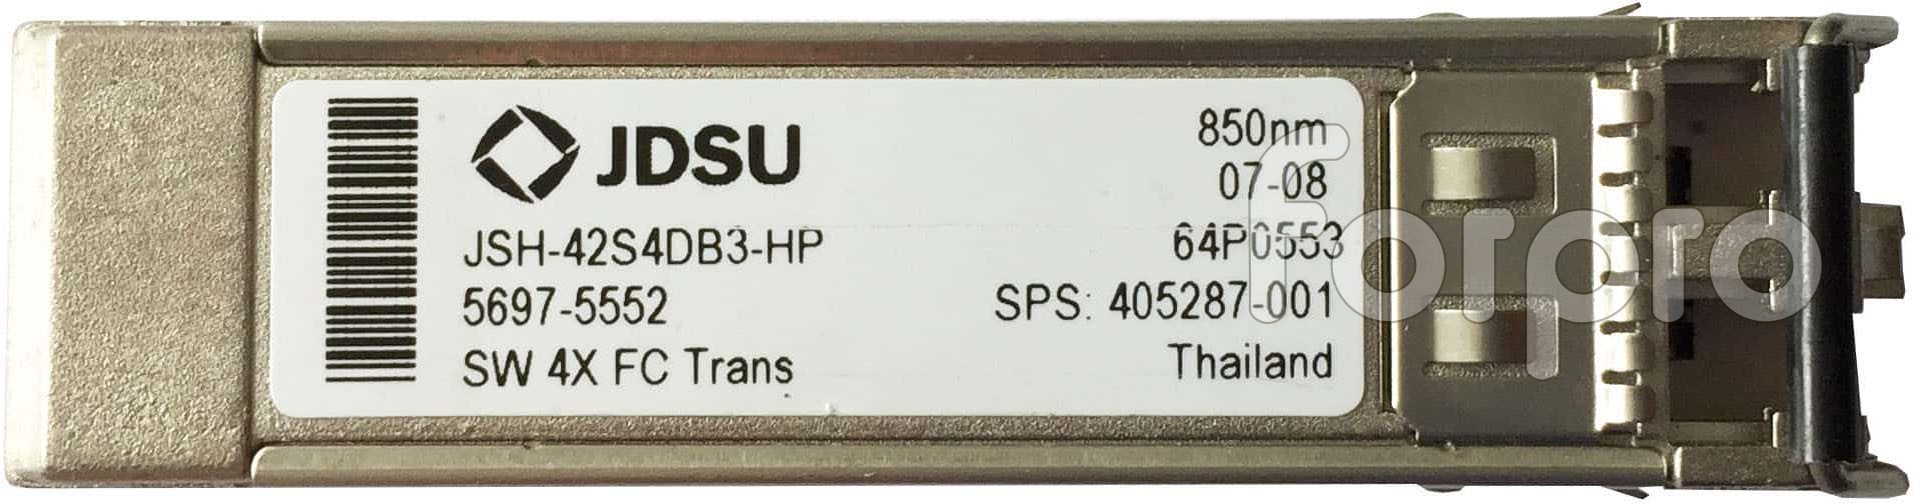 JDSU
JSH-42S4DB3-HP
5697-5552
SW 4X FC Trans
850nm
07-08
64P0553
SPS: 405287-001
Thailand
forpro